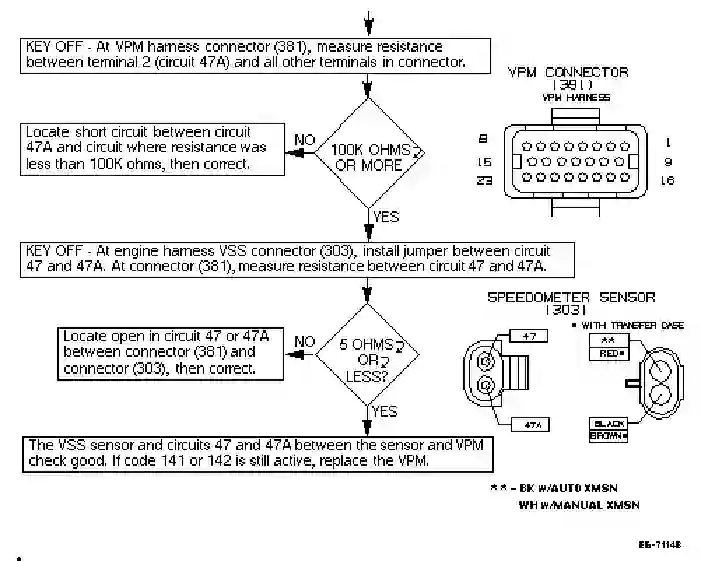 KEY OFF - At VPM harness connector (381), measure resistance
between terminal 2 (circuit 47A) and all other terminals in connector.
VPM CONNECTOR
(391)
VPM HARNESS
Locate short circuit between circuit
47A and circuit where resistance was
less than 100K ohms, then correct.
NO
100K OHMS
OR MORE
?
8
1
15
9
23
16
YES
KEY OFF - At engine harness VSS connector (303), install jumper between circuit
47 and 47A. At connector (381), measure resistance between circuit 47 and 47A.
SPEEDOMETER SENSOR
(303)
* WITH TRANSFER CASE
Locate open in circuit 47 or 47A
between connector (381) and
connector (303), then correct.
NO
5 OHMS
OR
LESS?
47
**
RED*
47A
BLACK
BROWN*
YES
The VSS sensor and circuits 47 and 47A between the sensor and VPM
check good. If code 141 or 142 is still active, replace the VPM.
** - BK w/AUTO XMSN
WH w/MANUAL XMSN